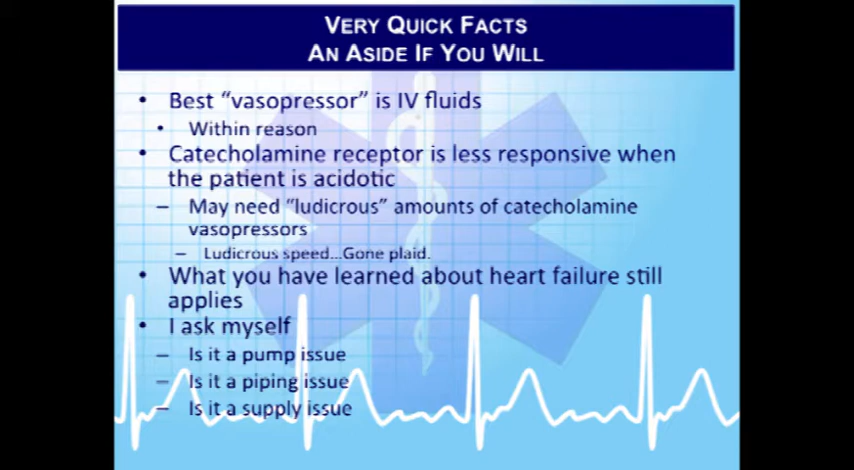 VERY QUICK FACTS
AN ASIDE IF YOU WILL
• Best “vasopressor” is IV fluids
• Within reason
• Catecholamine receptor is less responsive when
the patient is acidotic
– May need “ludicrous” amounts of catecholamine
vasopressors
– Ludicrous speed...Gone plaid.
• What you have learned about heart failure still
applies
• I ask myself
– Is it a pump issue
– Is it a piping issue
– Is it a supply issue